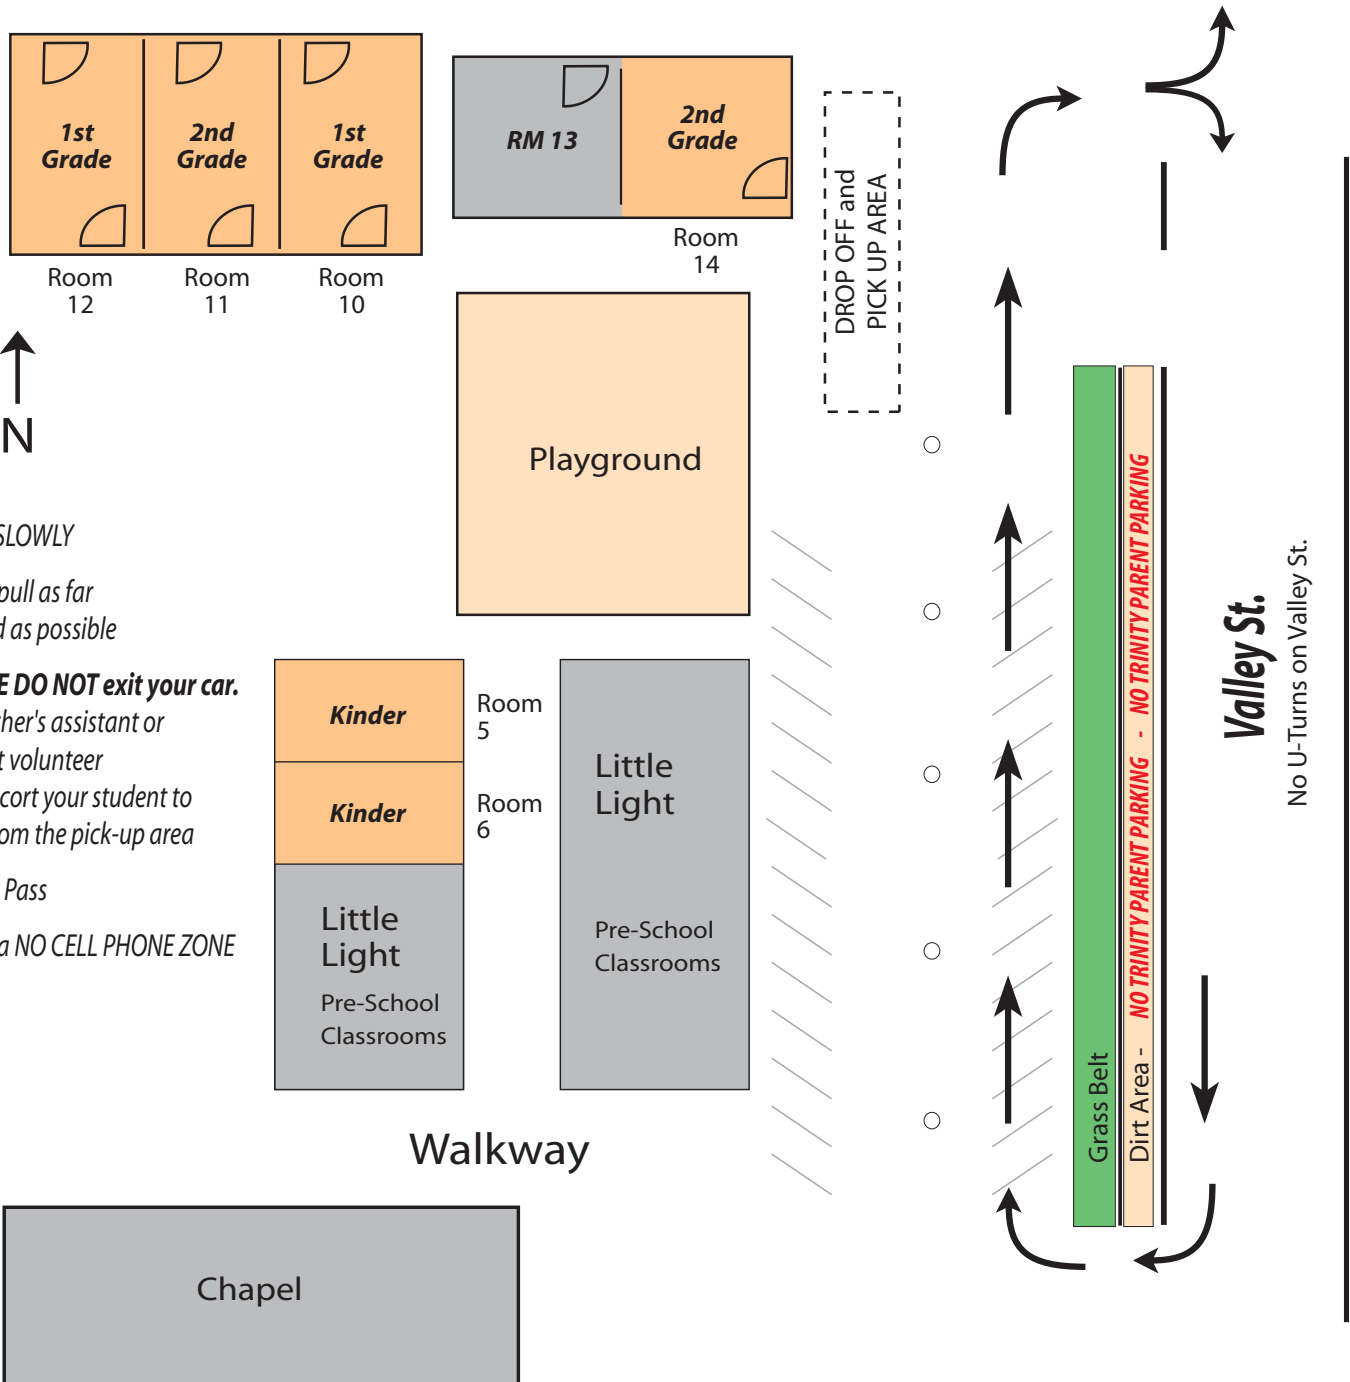 1st
Grade
2nd
Grade
1st
Grade
RM 13
2nd
Grade
Room
12
Room
11
Room
10
Room
14
DROP OFF and
PICK UP AREA
N
Playground
SLOWLY
pull as far
as possible
DO NOT exit your car.
assistant or
volunteer
your student to
the pick-up area
Pass
a NO CELL PHONE ZONE
Kinder
Room
5
Kinder
Room
6
Little
Light
Pre-School
Classrooms
Little
Light
Pre-School
Classrooms
Walkway
Chapel
Grass Belt
Dirt Area - NO TRINITY PARENT PARKING - NO TRINITY PARENT PARKING
Valley St.
No U-Turns on Valley St.